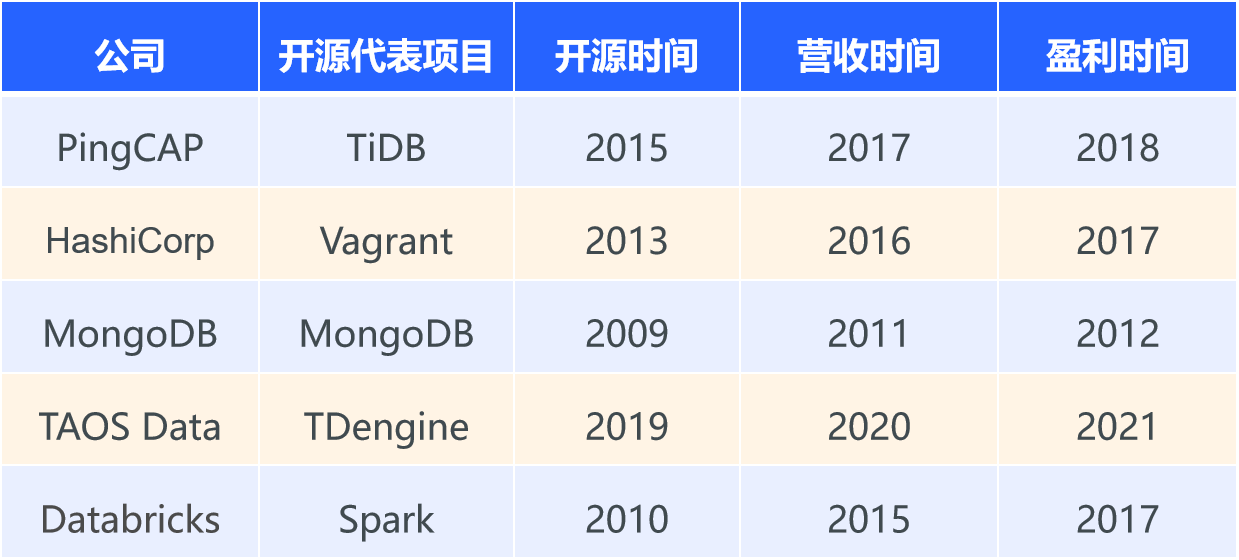 公司 开源代表项目 开源时间 营收时间 盈利时间
PingCAP TiDB 2015 2017 2018
HashiCorp Vagrant 2013 2016 2017
MongoDB MongoDB 2009 2011 2012
TAOS Data TDengine 2019 2020 2021
Databricks Spark 2010 2015 2017